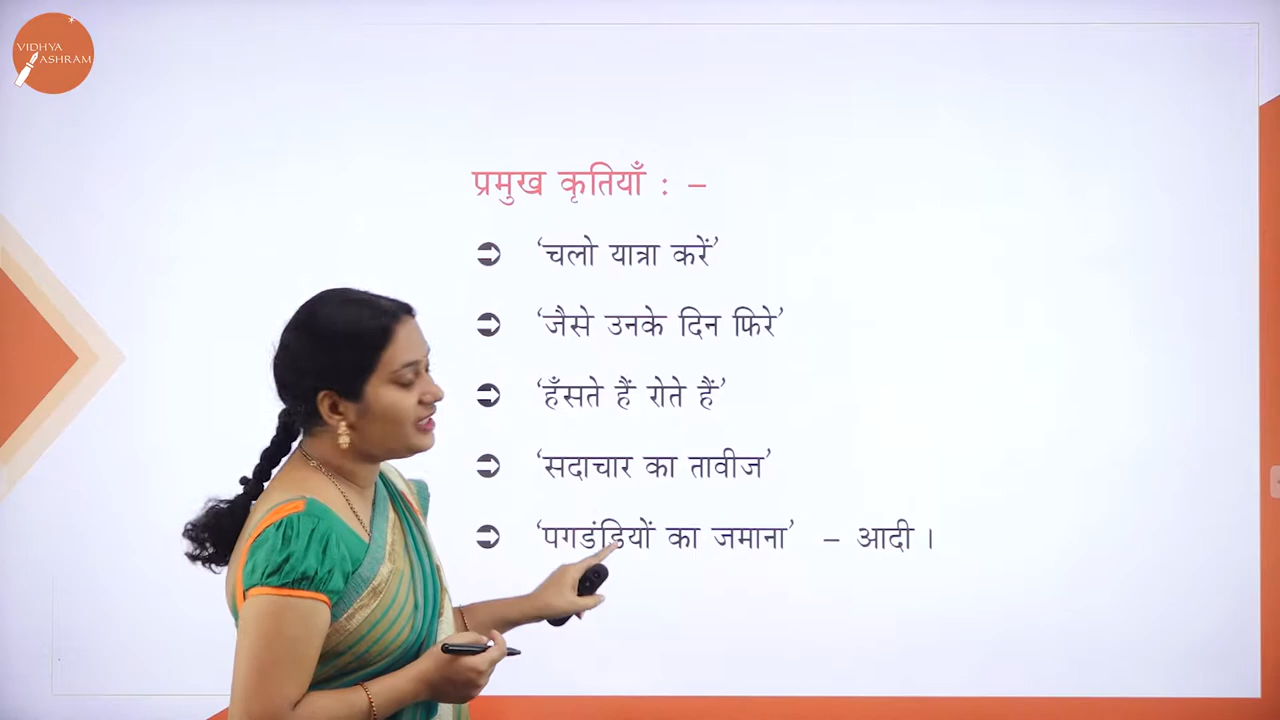 VIDHYA
ASHRAM
प्रमुख कृतियाँ : –
➲ ‘चलो यात्रा करें’
➲ ‘जैसे उनके दिन फिरे’
➲ ‘हँसते हैं रोते हैं’
➲ ‘सदाचार का तावीज’
➲ ‘पगडंडियों का जमाना’ – आदी ।